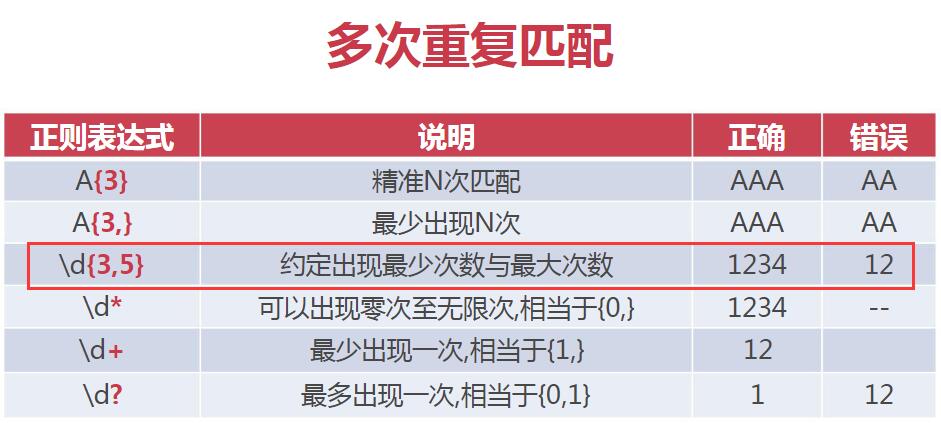 多次重复匹配
正则表达式 说明 正确 错误
A{3} 精准N次匹配 AAA AA
A{3,} 最少出现N次 AAA AA
\d{3,5} 约定出现最少次数与最大次数 1234 12
\d* 可以出现零次至无限次,相当于{0,} 1234 --
\d+ 最少出现一次,相当于{1,} 12
\d? 最多出现一次,相当于{0,1} 1 12